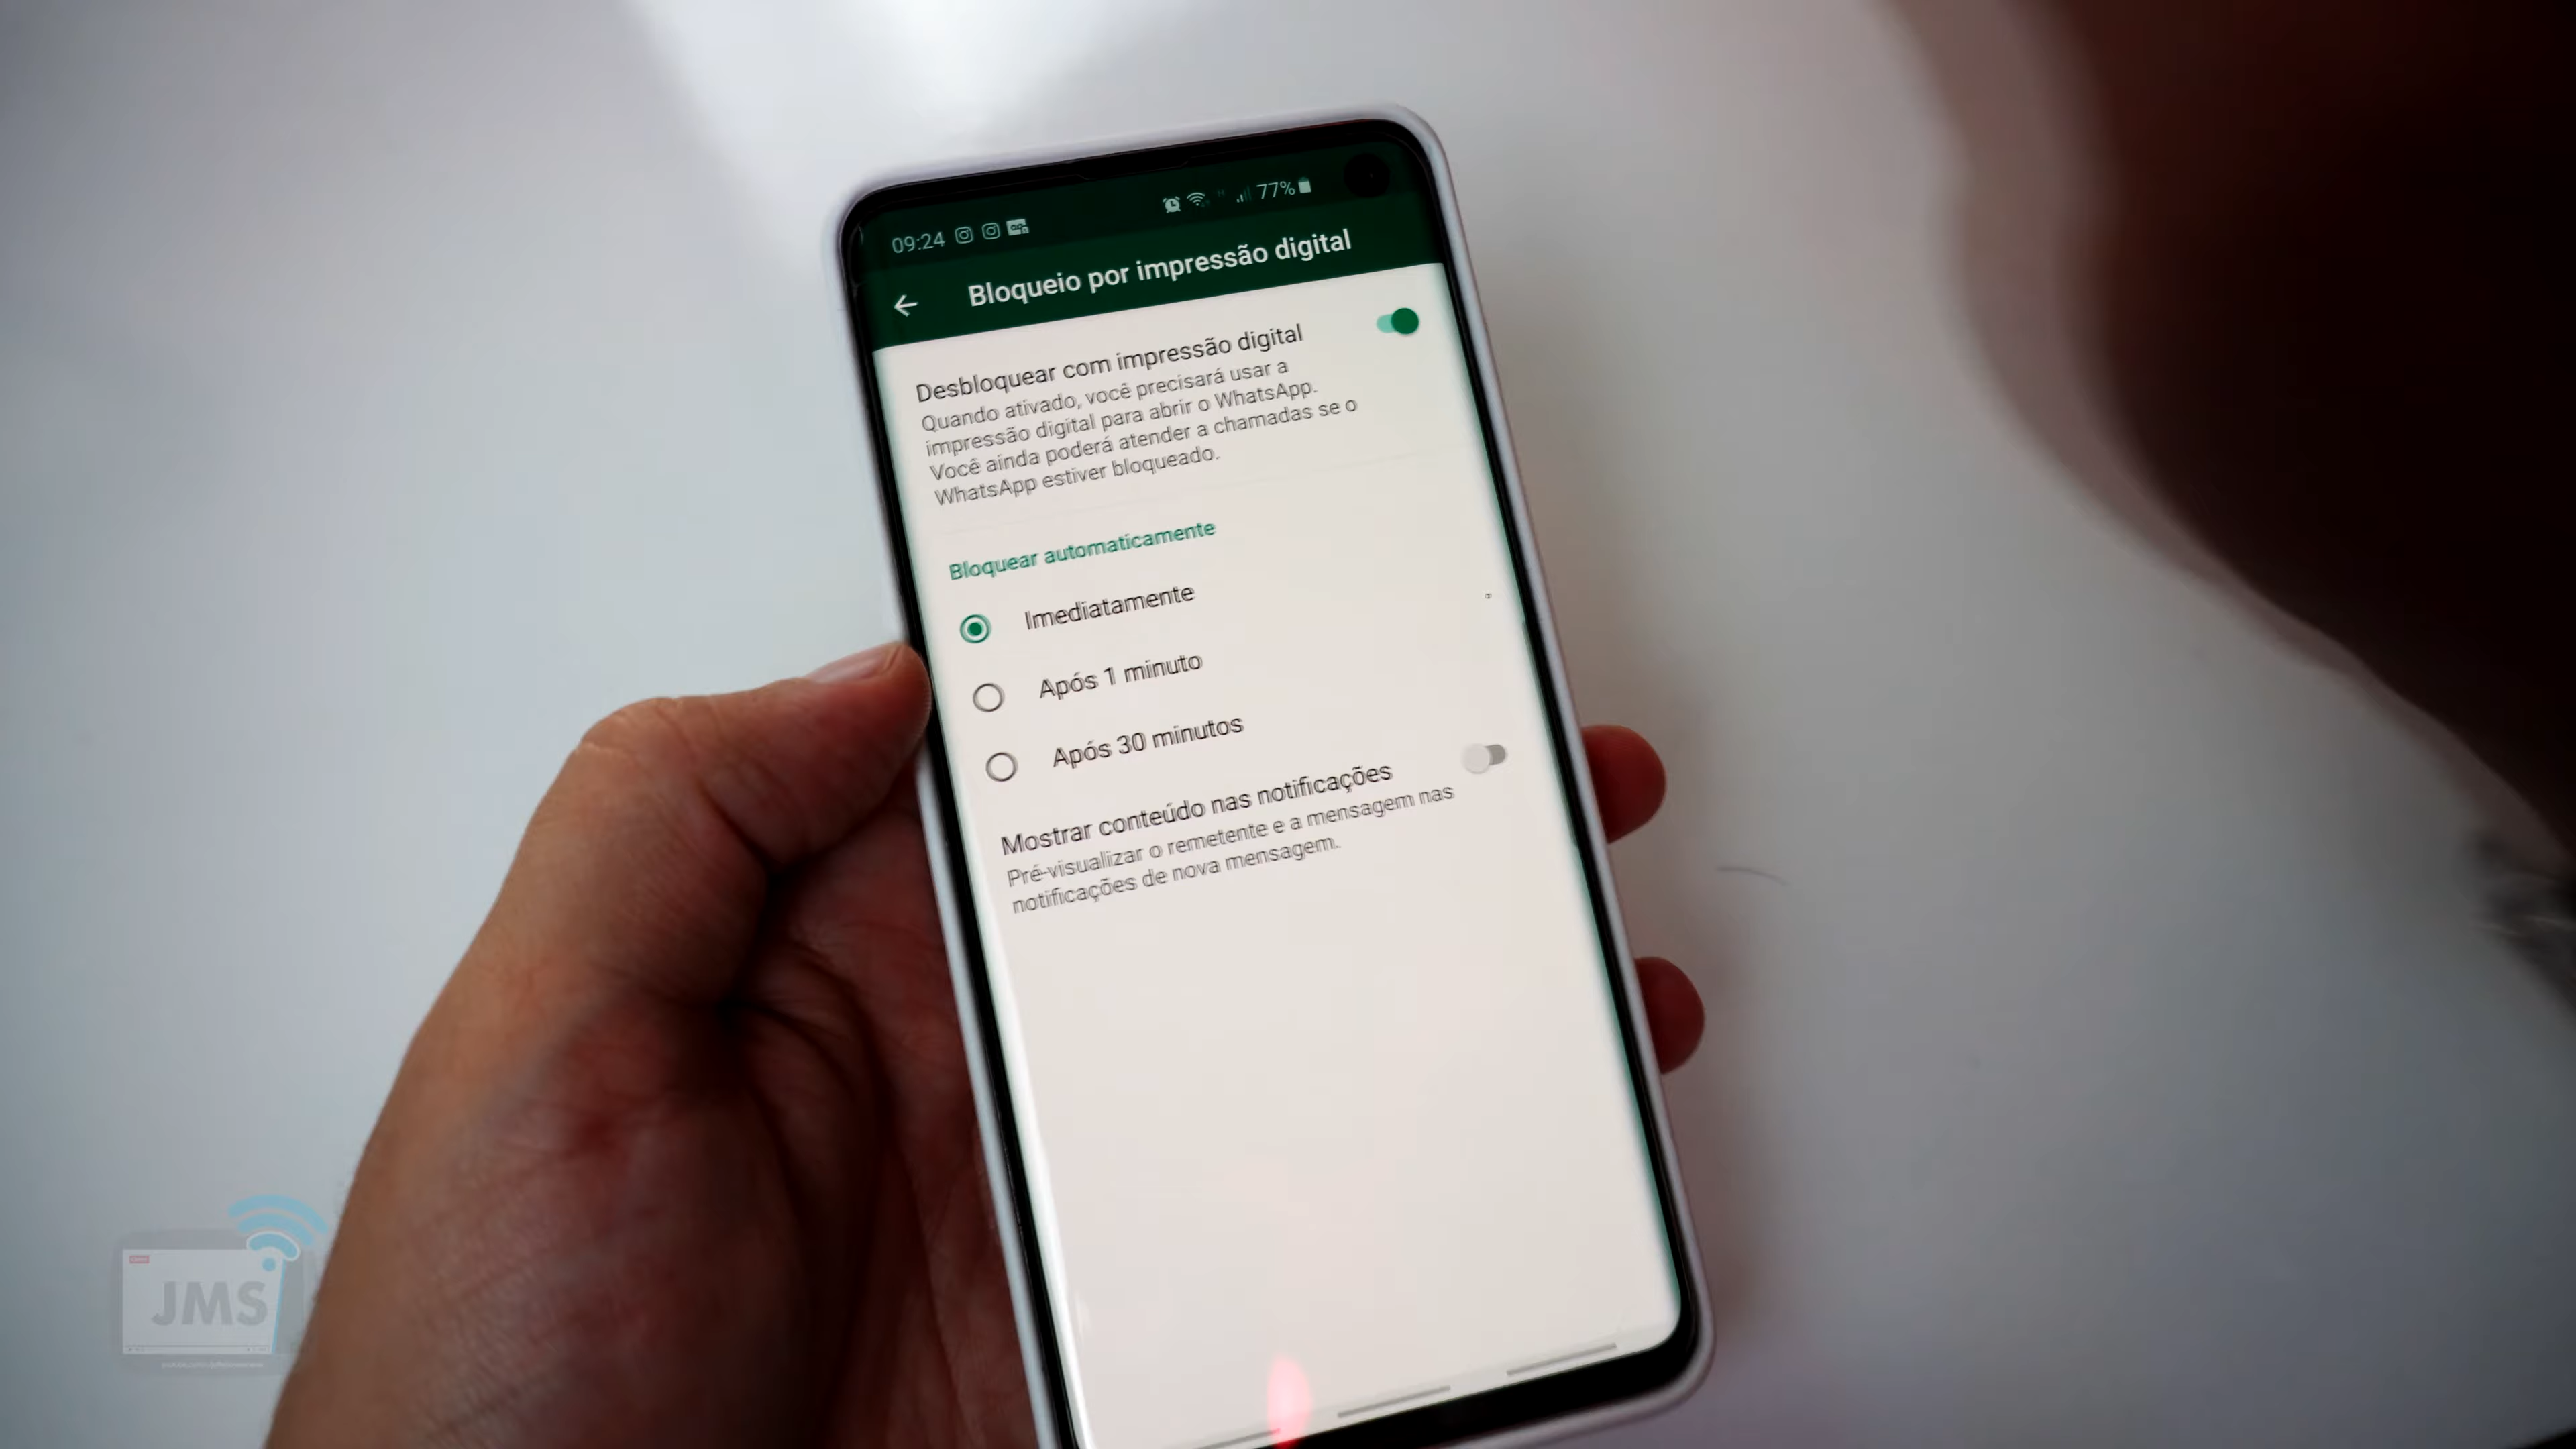 09:24
77%
Bloqueio por impressão digital
Desbloquear com impressão digital
Quando ativado, você precisará usar a
impressão digital para abrir o WhatsApp.
Você ainda poderá atender a chamadas se o
WhatsApp estiver bloqueado.
Bloquear automaticamente
Imediatamente
Após 1 minuto
Após 30 minutos
Mostrar conteúdo nas notificações
Pré-visualizar o remetente e a mensagem nas
notificações de nova mensagem.
JMS